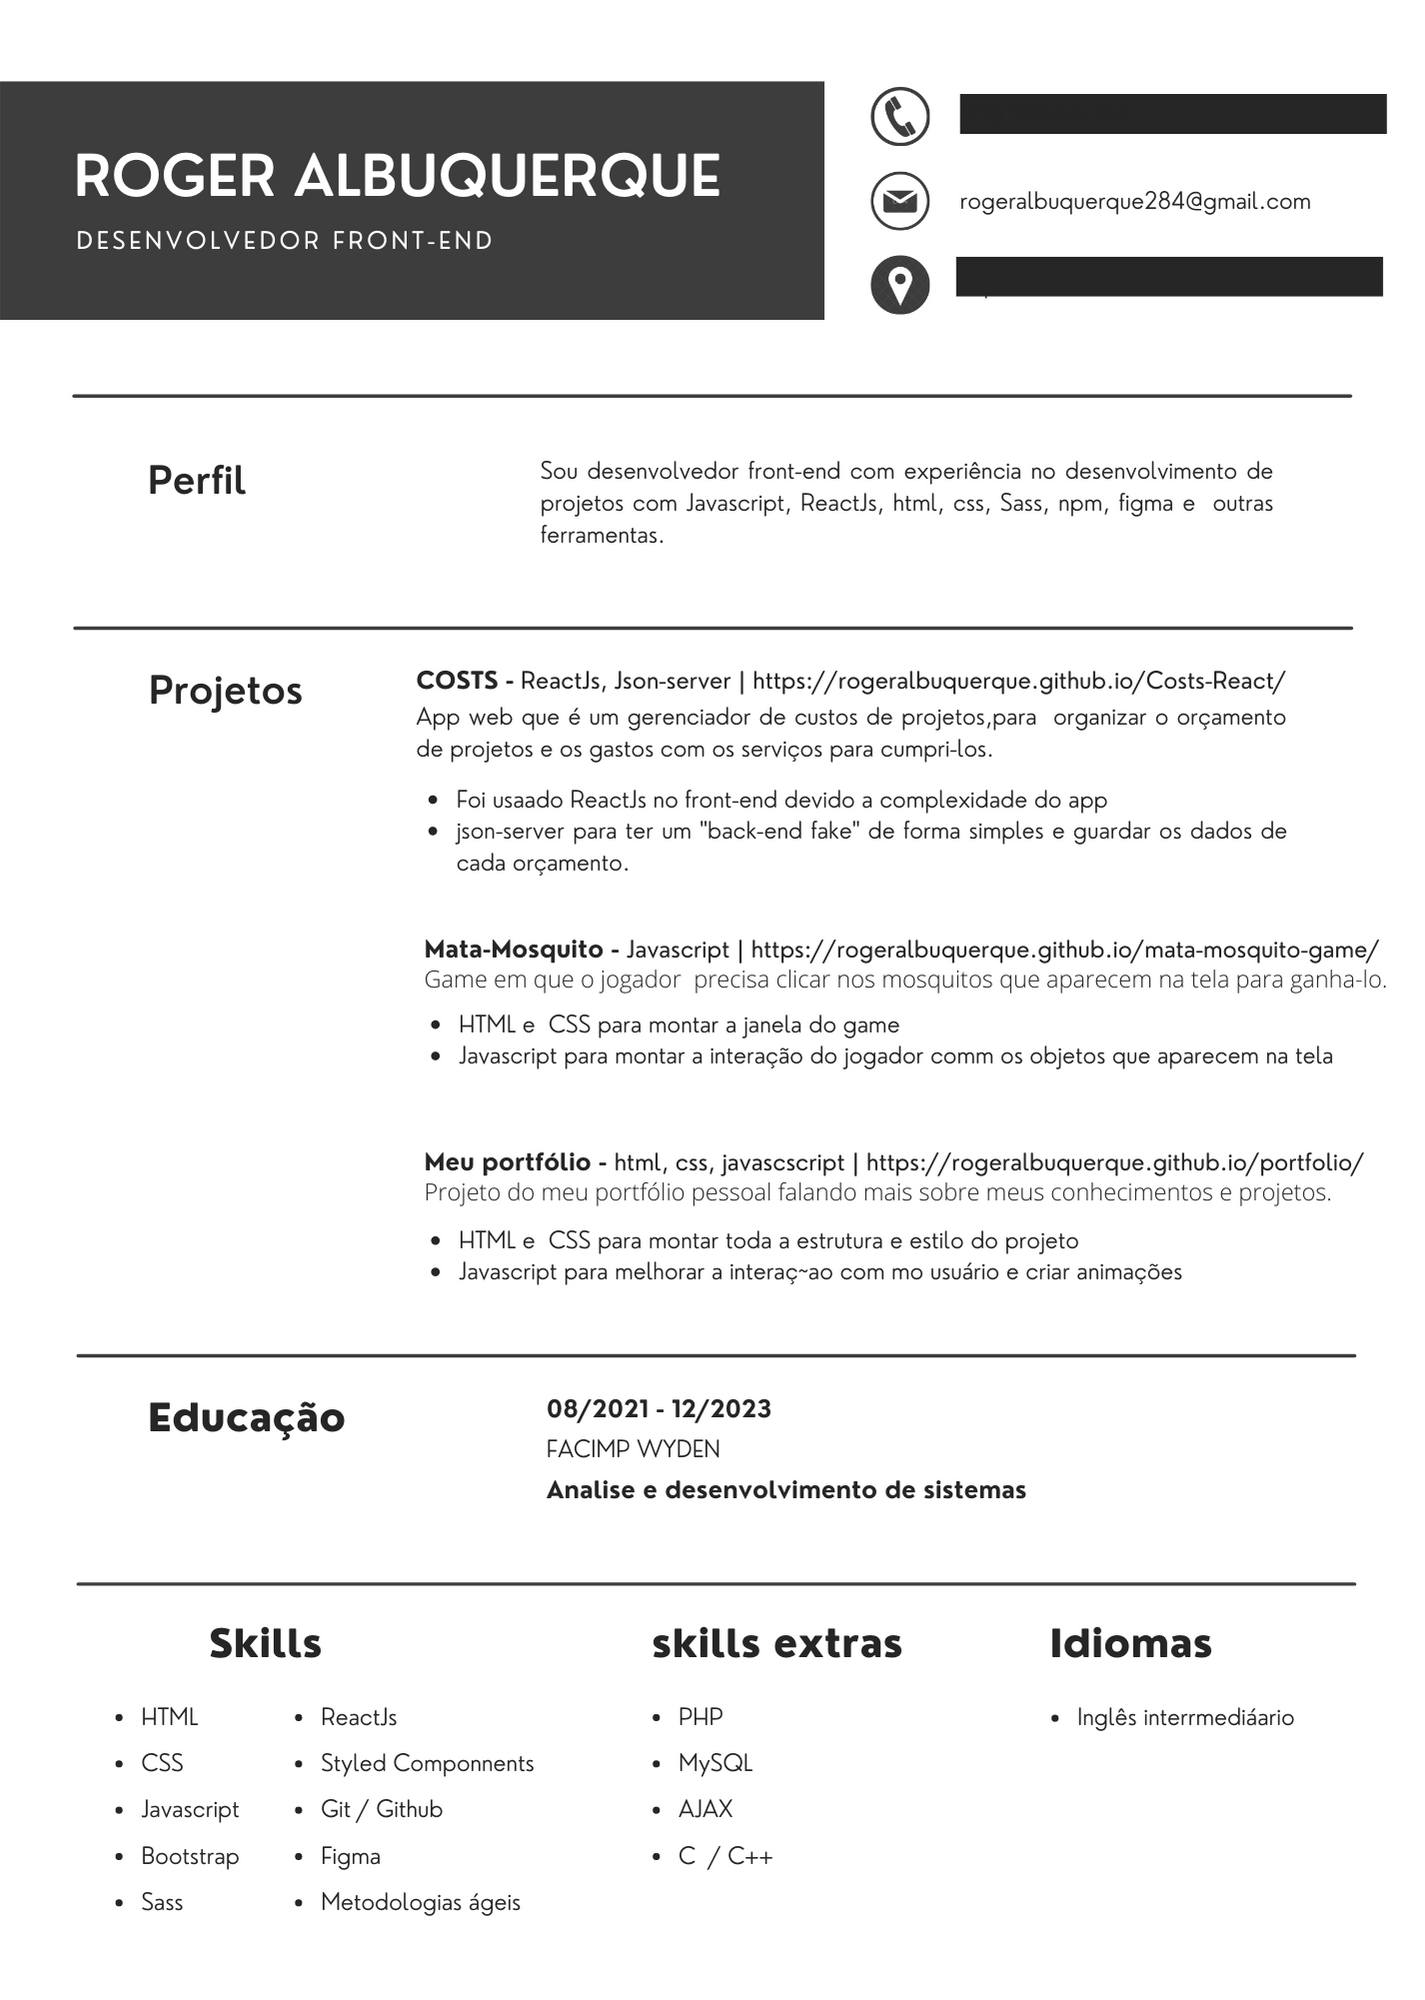 ROGER ALBUQUERQUE
DESENVOLVEDOR FRONT-END
rogeralbuquerque284@gmail.com
Perfil
Sou desenvolvedor front-end com experiência no desenvolvimento de
projetos com Javascript, ReactJs, html, css, Sass, npm, figma e outras
ferramentas.
Projetos
COSTS - ReactJs, Json-server | https://rogeralbuquerque.github.io/Costs-React/
App web que é um gerenciador de custos de projetos,para organizar o orçamento
de projetos e os gastos com os serviços para cumpri-los.
• Foi usaado ReactJs no front-end devido a complexidade do app
• json-server para ter um "back-end fake" de forma simples e guardar os dados de
cada orçamento.
Mata-Mosquito - Javascript | https://rogeralbuquerque.github.io/mata-mosquito-game/
Game em que o jogador precisa clicar nos mosquitos que aparecem na tela para ganha-lo.
• HTML e CSS para montar a janela do game
• Javascript para montar a interação do jogador comm os objetos que aparecem na tela
Meu portfólio - html, css, javascscript | https://rogeralbuquerque.github.io/portfolio/
Projeto do meu portfólio pessoal falando mais sobre meus conhecimentos e projetos.
• HTML e CSS para montar toda a estrutura e estilo do projeto
• Javascript para melhorar a interaç~ao com mo usuário e criar animações
Educação
08/2021 - 12/2023
FACIMP WYDEN
Analise e desenvolvimento de sistemas
Skills
• HTML
• CSS
• Javascript
• Bootstrap
• Sass
• ReactJs
• Styled Componnents
• Git / Github
• Figma
• Metodologias ágeis
skills extras
• PHP
• MySQL
• AJAX
• C / C++
Idiomas
• Inglês interrmediáario